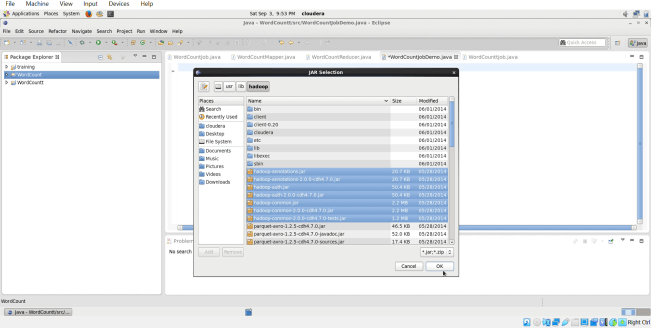 File Machine View Input Devices Help
Applications Places System Sat Sep 3, 9:53 PM cloudera
Java - WordCountt/src/WordCountJobDemo.java - Eclipse
File Edit Source Refactor Navigate Search Project Run Window Help
Quick Access Java
Package Explorer WordCountJob.java WordCountMapper.java WordCountReducer.java *WordCountJobDemo.java WordCountJob.java
training
WordCount
WordCountt
JAR Selection
usr lib hadoop
Places
Search
Recently Used
cloudera
Desktop
File System
Documents
Music
Pictures
Videos
Downloads
Name Size Modified
bin 06/01/2014
client 06/01/2014
client-0.20 06/01/2014
cloudera 06/01/2014
etc 06/01/2014
lib 06/01/2014
libexec 06/01/2014
sbin 06/01/2014
hadoop-annotations.jar 20.7 KB 05/28/2014
hadoop-annotations-2.0.0-cdh4.7.0.jar 20.7 KB 05/28/2014
hadoop-auth.jar 50.4 KB 05/28/2014
hadoop-auth-2.0.0-cdh4.7.0.jar 50.4 KB 05/28/2014
hadoop-common.jar 2.2 MB 05/28/2014
hadoop-common-2.0.0-cdh4.7.0.jar 2.2 MB 05/28/2014
hadoop-common-2.0.0-cdh4.7.0-tests.jar 1.3 MB 05/28/2014
parquet-avro-1.2.5-cdh4.7.0.jar 46.5 KB 05/28/2014
parquet-avro-1.2.5-cdh4.7.0-javadoc.jar 52.0 KB 05/28/2014
parquet-avro-1.2.5-cdh4.7.0-sources.jar 17.4 KB 05/28/2014
Add Remove *.jar;*.zip
Cancel OK
Problem
No search
WordCount
Java - WordCountt/src/...
Right Ctrl